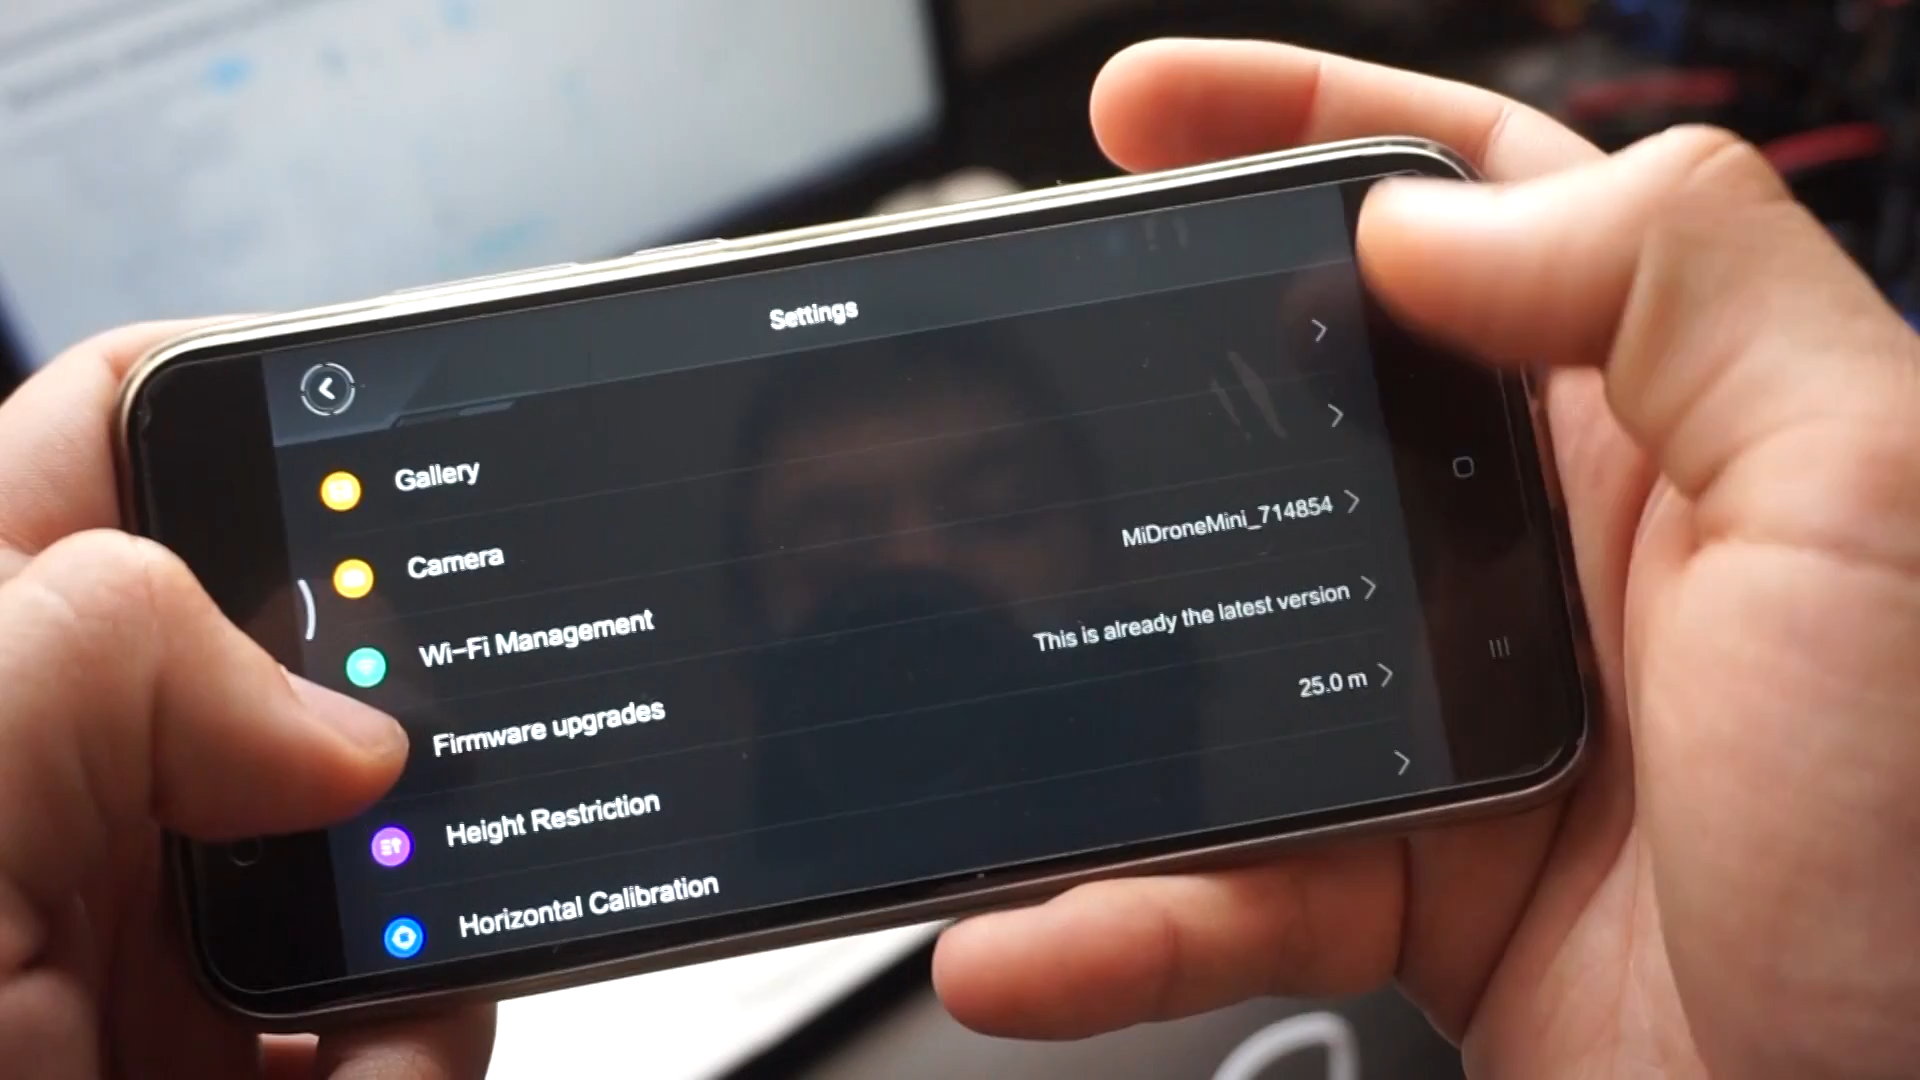 Settings
Gallery
Camera
Wi-Fi Management MiDroneMini_714854
Firmware upgrades This is already the latest version
Height Restriction 25.0 m
Horizontal Calibration